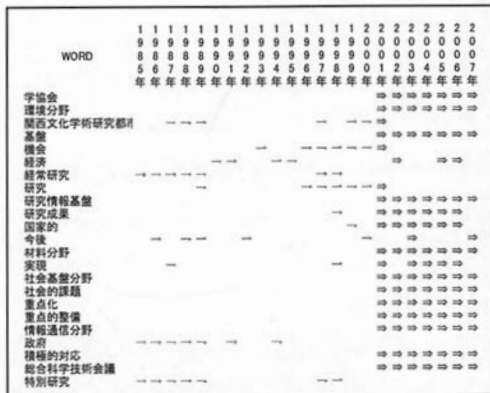 WORD 1985年 1986年 1987年 1988年 1989年 1990年 1991年 1992年 1993年 1994年 1995年 1996年 1997年 1998年 1999年 2000年 2001年 2002年 2003年 2004年 2005年 2006年 2007年
学協会 ⇒ ⇒ ⇒ ⇒ ⇒ ⇒ ⇒
環境分野 ⇒ ⇒ ⇒ ⇒ ⇒ ⇒ ⇒
関西文化学術研究都市 → → → → → → ⇒
基盤 ⇒ ⇒ ⇒ ⇒ ⇒ ⇒ ⇒
機会 → → → → → → ⇒
経済 → → → → ⇒ ⇒ ⇒
経常研究 → → → → → → →
研究 → → → → → → ⇒
研究情報基盤 ⇒ ⇒ ⇒ ⇒ ⇒ ⇒ ⇒
研究成果 → ⇒ ⇒ ⇒ ⇒ ⇒ ⇒
国家的 → ⇒ ⇒ ⇒ ⇒ ⇒ ⇒
今後 → → → → → ⇒ ⇒
材料分野 ⇒ ⇒ ⇒ ⇒ ⇒ ⇒ ⇒
実現 → → ⇒ ⇒ ⇒ ⇒ ⇒
社会基盤分野 ⇒ ⇒ ⇒ ⇒ ⇒ ⇒ ⇒
社会的課題 ⇒ ⇒ ⇒ ⇒ ⇒ ⇒ ⇒
重点化 ⇒ ⇒ ⇒ ⇒ ⇒ ⇒ ⇒
重点的整備 ⇒ ⇒ ⇒ ⇒ ⇒ ⇒ ⇒
情報通信分野 ⇒ ⇒ ⇒ ⇒ ⇒ ⇒ ⇒
政府 → → → → → → →
積極的対応 ⇒ ⇒ ⇒ ⇒ ⇒ ⇒ ⇒
総合科学技術会議 ⇒ ⇒ ⇒ ⇒ ⇒ ⇒ ⇒
特別研究 → → → → → → →